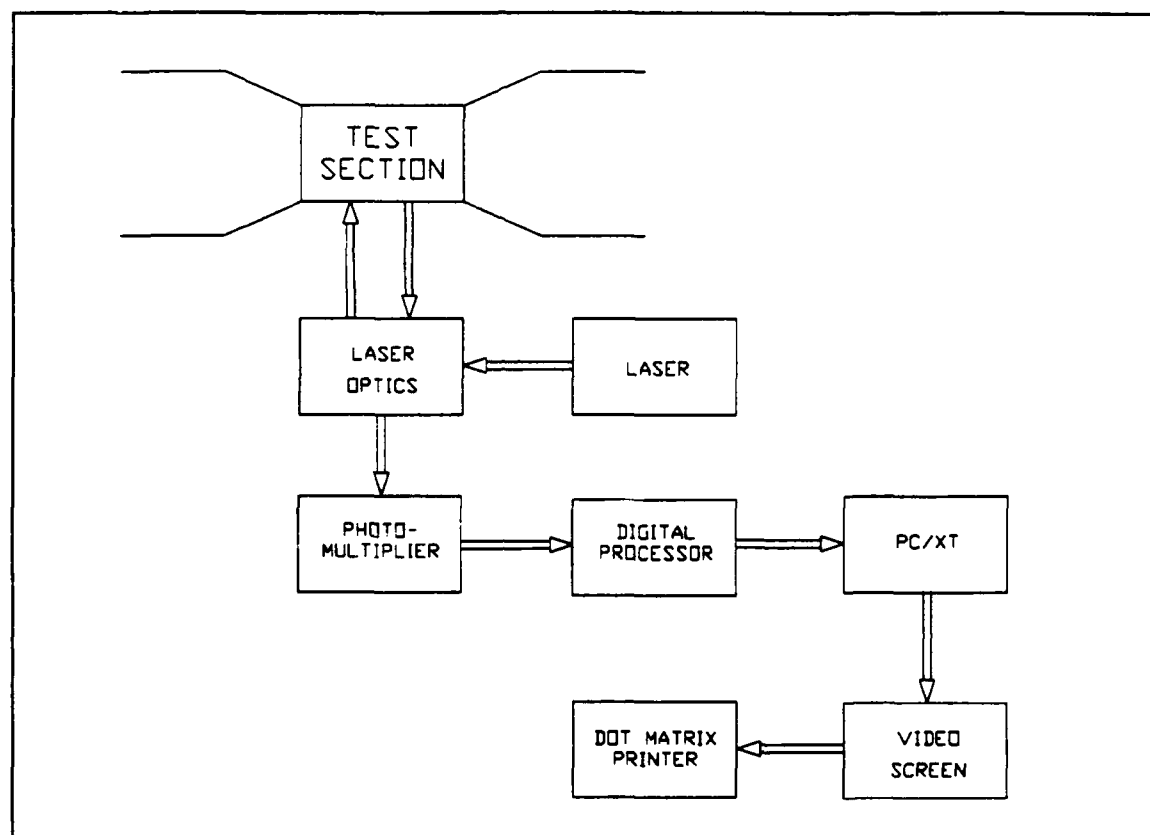 TEST
SECTION
LASER
OPTICS
LASER
PHOTO-
MULTIPLIER
DIGITAL
PROCESSOR
PC/XT
DOT MATRIX
PRINTER
VIDEO
SCREEN